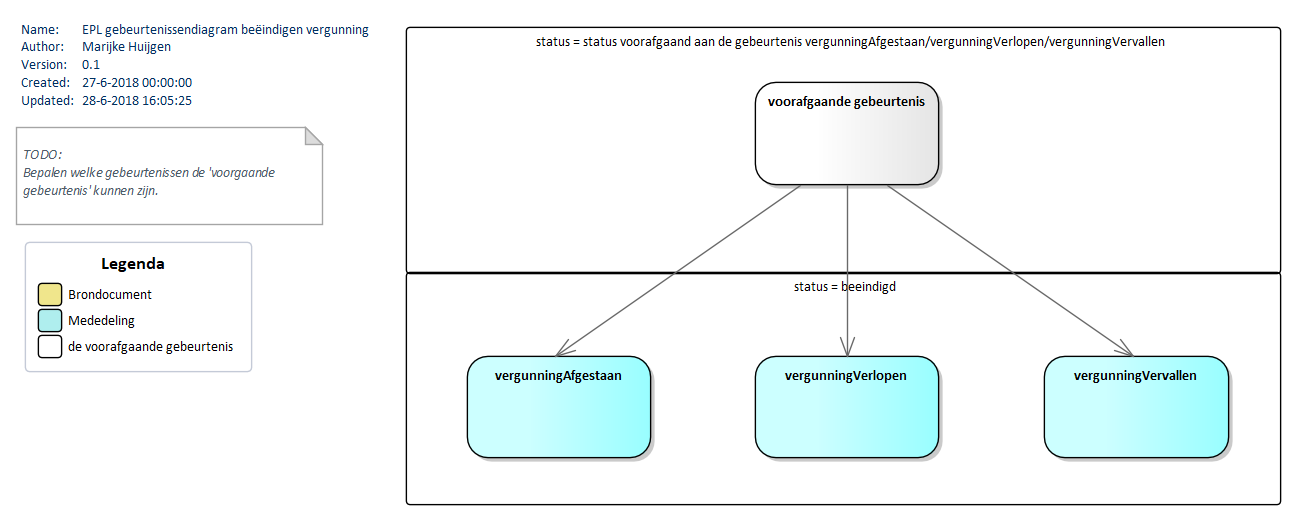 Name: EPL gebeurtenissendiagram beëindigen vergunning
Author: Marijke Huijgen
Version: 0.1
Created: 27-6-2018 00:00:00
Updated: 28-6-2018 16:05:25
TODO:
Bepalen welke gebeurtenissen de 'voorgaande
gebeurtenis' kunnen zijn.
Legenda
Brondocument
Mededeling
de voorafgaande gebeurtenis
status = status voorafgaand aan de gebeurtenis vergunningAfgestaan/vergunningVerlopen/vergunningVervallen
voorafgaande gebeurtenis
status = beeindigd
vergunningAfgestaan
vergunningVerlopen
vergunningVervallen